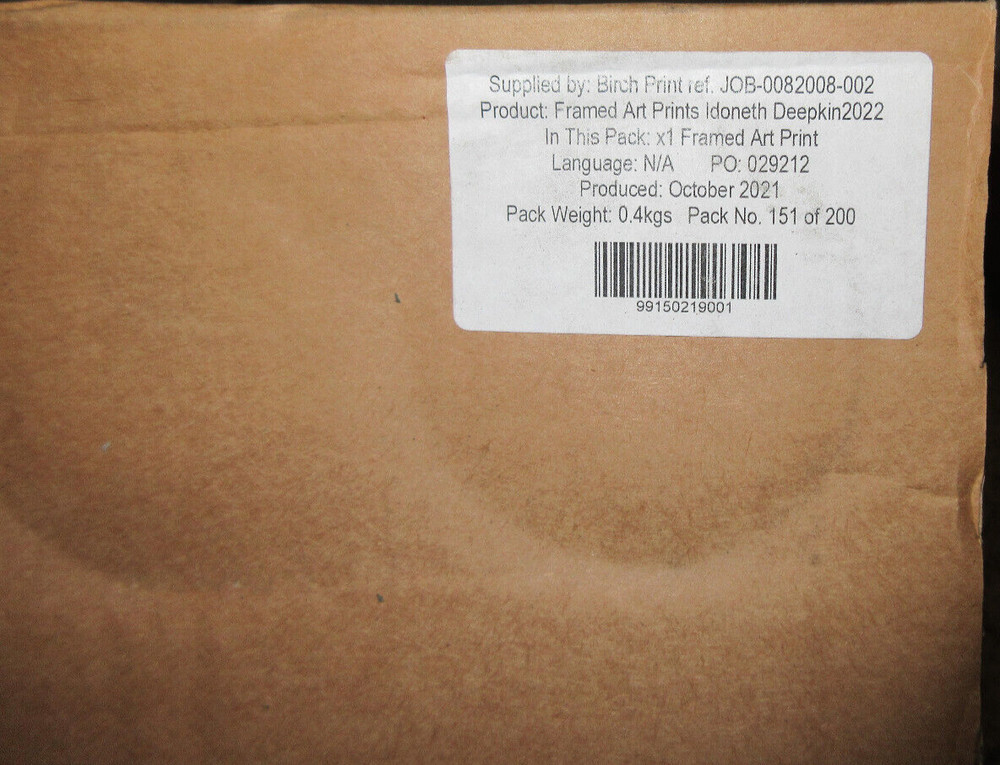 Supplied by: Birch Print ref. JOB-0082008-002
Product: Framed Art Prints Idoneth Deepkin2022
In This Pack: x1 Framed Art Print
Language: N/A PO: 029212
Produced: October 2021
Pack Weight: 0.4kgs Pack No. 151 of 200
99150219001